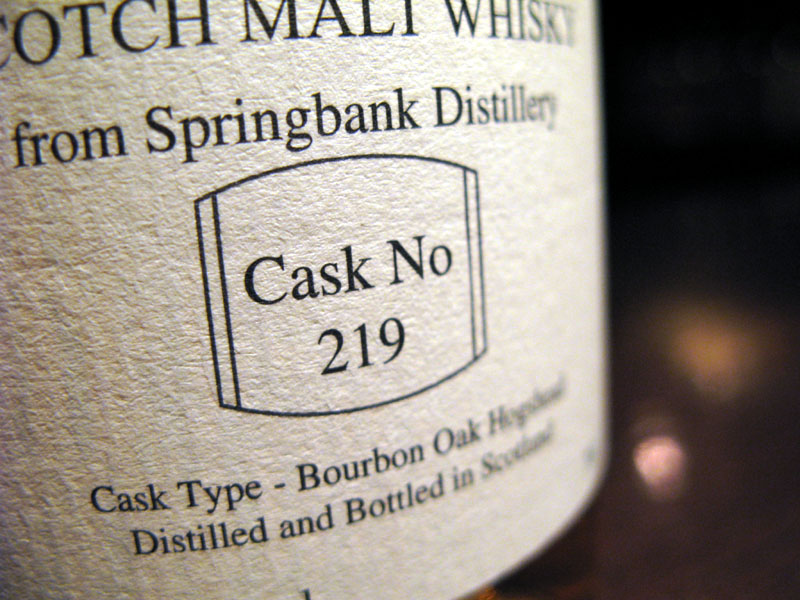 COTCH MALT WHISKY
from Springbank Distillery
Cask No
219
Cask Type - Bourbon Oak Hogshead
Distilled and Bottled in Scotland